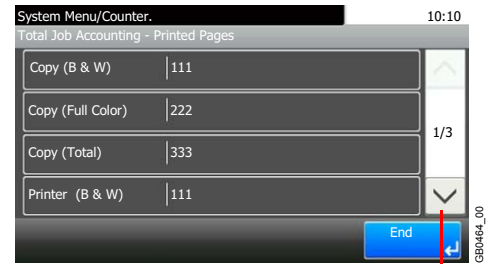 System Menu/Counter. 10:10
Total Job Accounting - Printed Pages
Copy (B & W) 111
Copy (Full Color) 222
1/3
Copy (Total) 333
Printer (B & W) 111
End
GB0464_00